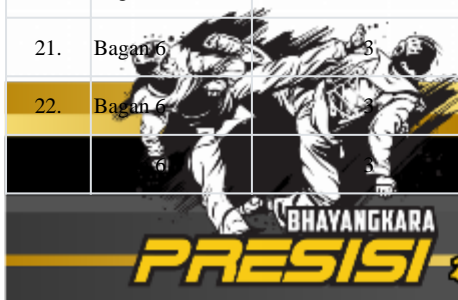 21. Bagan 6 3
22. Bagan 6 3
6 3
BHAYANGKARA
PRESISI